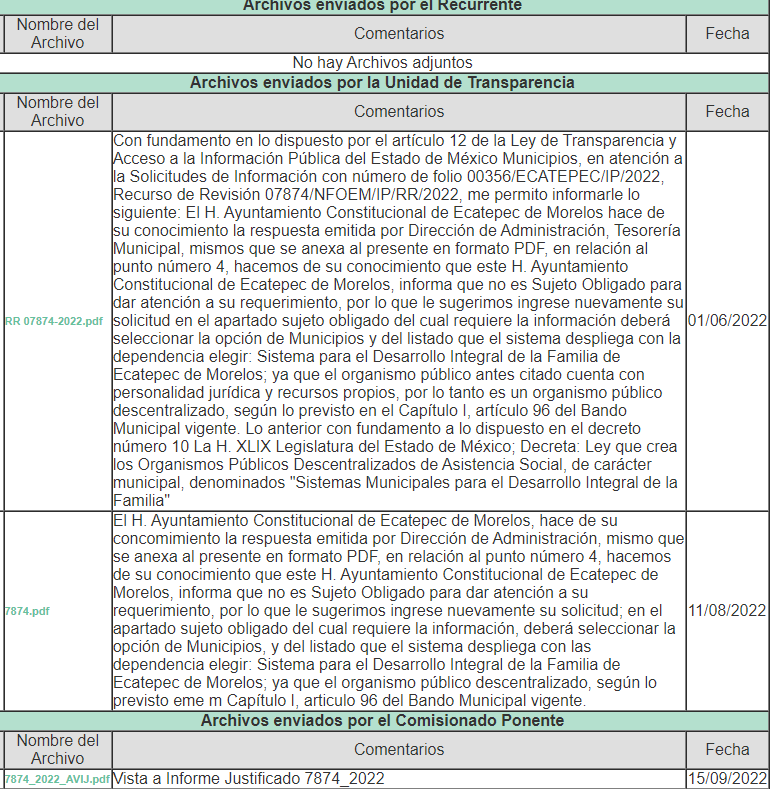 Archivos enviados por el Recurrente
Nombre del
Archivo
Comentarios
Fecha
No hay Archivos adjuntos
Archivos enviados por la Unidad de Transparencia
Nombre del
Archivo
Comentarios
Fecha
RR 07874-2022.pdf
Con fundamento en lo dispuesto por el artículo 12 de la Ley de Transparencia y
Acceso a la Información Pública del Estado de México Municipios, en atención a
la Solicitudes de Información con número de folio 00356/ECATEPEC/IP/2022,
Recurso de Revisión 07874/NFOEM/IP/RR/2022, me permito informarle lo
siguiente: El H. Ayuntamiento Constitucional de Ecatepec de Morelos hace de
su conocimiento la respuesta emitida por Dirección de Administración, Tesorería
Municipal, mismos que se anexa al presente en formato PDF, en relación al
punto número 4, hacemos de su conocimiento que este H. Ayuntamiento
Constitucional de Ecatepec de Morelos, informa que no es Sujeto Obligado para
dar atención a su requerimiento, por lo que le sugerimos ingrese nuevamente su
solicitud en el apartado sujeto obligado del cual requiere la información deberá
seleccionar la opción de Municipios y del listado que el sistema despliega con la
dependencia elegir: Sistema para el Desarrollo Integral de la Familia de
Ecatepec de Morelos; ya que el organismo público antes citado cuenta con
personalidad jurídica y recursos propios, por lo tanto es un organismo público
descentralizado, según lo previsto en el Capítulo I, artículo 96 del Bando
Municipal vigente. Lo anterior con fundamento a lo dispuesto en el decreto
número 10 La H. XLIX Legislatura del Estado de México; Decreta: Ley que crea
los Organismos Públicos Descentralizados de Asistencia Social, de carácter
municipal, denominados "Sistemas Municipales para el Desarrollo Integral de la
Familia"
01/06/2022
7874.pdf
El H. Ayuntamiento Constitucional de Ecatepec de Morelos, hace de su
concomimiento la respuesta emitida por Dirección de Administración, mismo que
se anexa al presente en formato PDF, en relación al punto número 4, hacemos
de su conocimiento que este H. Ayuntamiento Constitucional de Ecatepec de
Morelos, informa que no es Sujeto Obligado para dar atención a su
requerimiento, por lo que le sugerimos ingrese nuevamente su solicitud; en el
apartado sujeto obligado del cual requiere la información, deberá seleccionar la
opción de Municipios, y del listado que el sistema despliega con las
dependencia elegir: Sistema para el Desarrollo Integral de la Familia de
Ecatepec de Morelos; ya que el organismo público descentralizado, según lo
previsto eme m Capítulo I, articulo 96 del Bando Municipal vigente.
11/08/2022
Archivos enviados por el Comisionado Ponente
Nombre del
Archivo
Comentarios
Fecha
7874_2022_AVIJ.pdf
Vista a Informe Justificado 7874_2022
15/09/2022